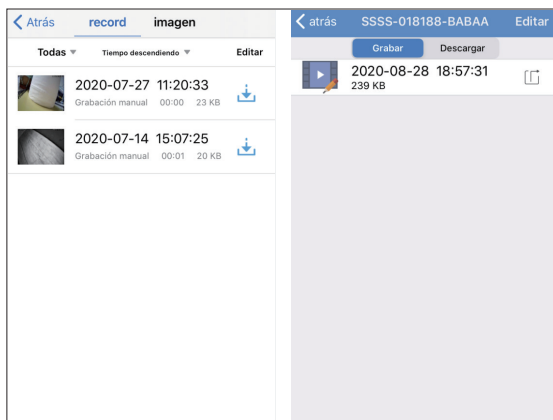 Atrás record imagen
Todas Tiempo descendiendo Editar
2020-07-27 11:20:33
Grabación manual 00:00 23 KB
2020-07-14 15:07:25
Grabación manual 00:01 20 KB
atrás SSSS-018188-BABAA Editar
Grabar Descargar
2020-08-28 18:57:31
239 KB